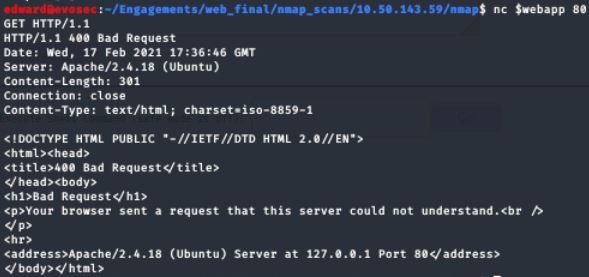 edward@evosec:~/Engagements/web_final/nmap_scans/10.50.143.59/nmap$ nc $webapp 80
GET HTTP/1.1
HTTP/1.1 400 Bad Request
Date: Wed, 17 Feb 2021 17:36:46 GMT
Server: Apache/2.4.18 (Ubuntu)
Content-Length: 301
Connection: close
Content-Type: text/html; charset=iso-8859-1

<!DOCTYPE HTML PUBLIC "-//IETF//DTD HTML 2.0//EN">
<html><head>
<title>400 Bad Request</title>
</head><body>
<h1>Bad Request</h1>
<p>Your browser sent a request that this server could not understand.<br />
</p>
<hr>
<address>Apache/2.4.18 (Ubuntu) Server at 127.0.0.1 Port 80</address>
</body></html>